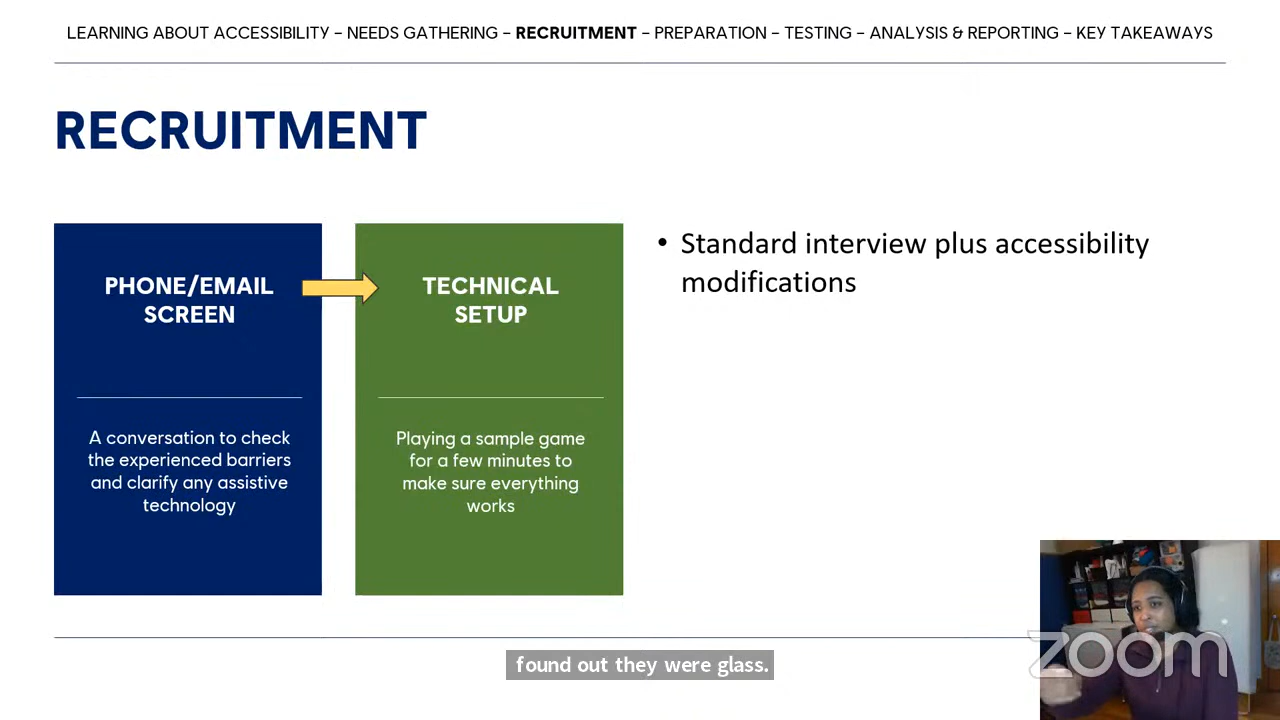 LEARNING ABOUT ACCESSIBILITY – NEEDS GATHERING – RECRUITMENT – PREPARATION – TESTING – ANALYSIS & REPORTING – KEY TAKEAWAYS
RECRUITMENT
PHONE/EMAIL
SCREEN
A conversation to check
the experienced barriers
and clarify any assistive
technology
TECHNICAL
SETUP
Playing a sample game
for a few minutes to
make sure everything
works
• Standard interview plus accessibility
modifications
found out they were glass.
zoom